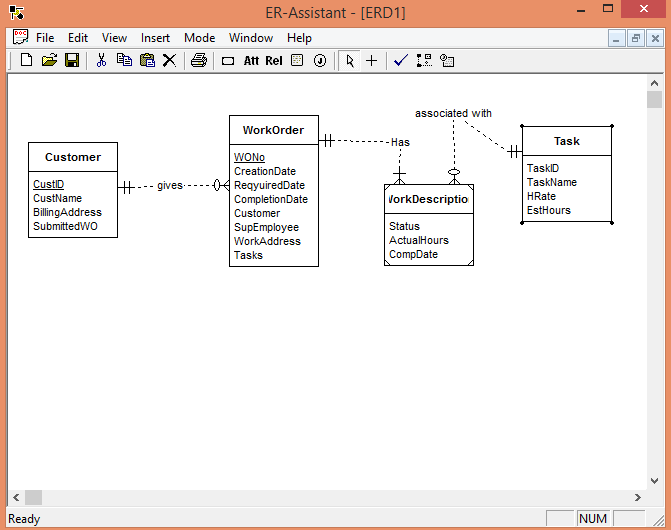 ER-Assistant - [ERD1]
DOC
File Edit View Insert Mode Window Help
Att Rel J
associated with
Customer
CustID
CustName
BillingAddress
SubmittedWO
gives
WorkOrder
WONo
CreationDate
ReqyuiredDate
CompletionDate
Customer
SupEmployee
WorkAddress
Tasks
Has
WorkDescription
Status
ActualHours
CompDate
Task
TaskID
TaskName
HRate
EstHours
Ready NUM